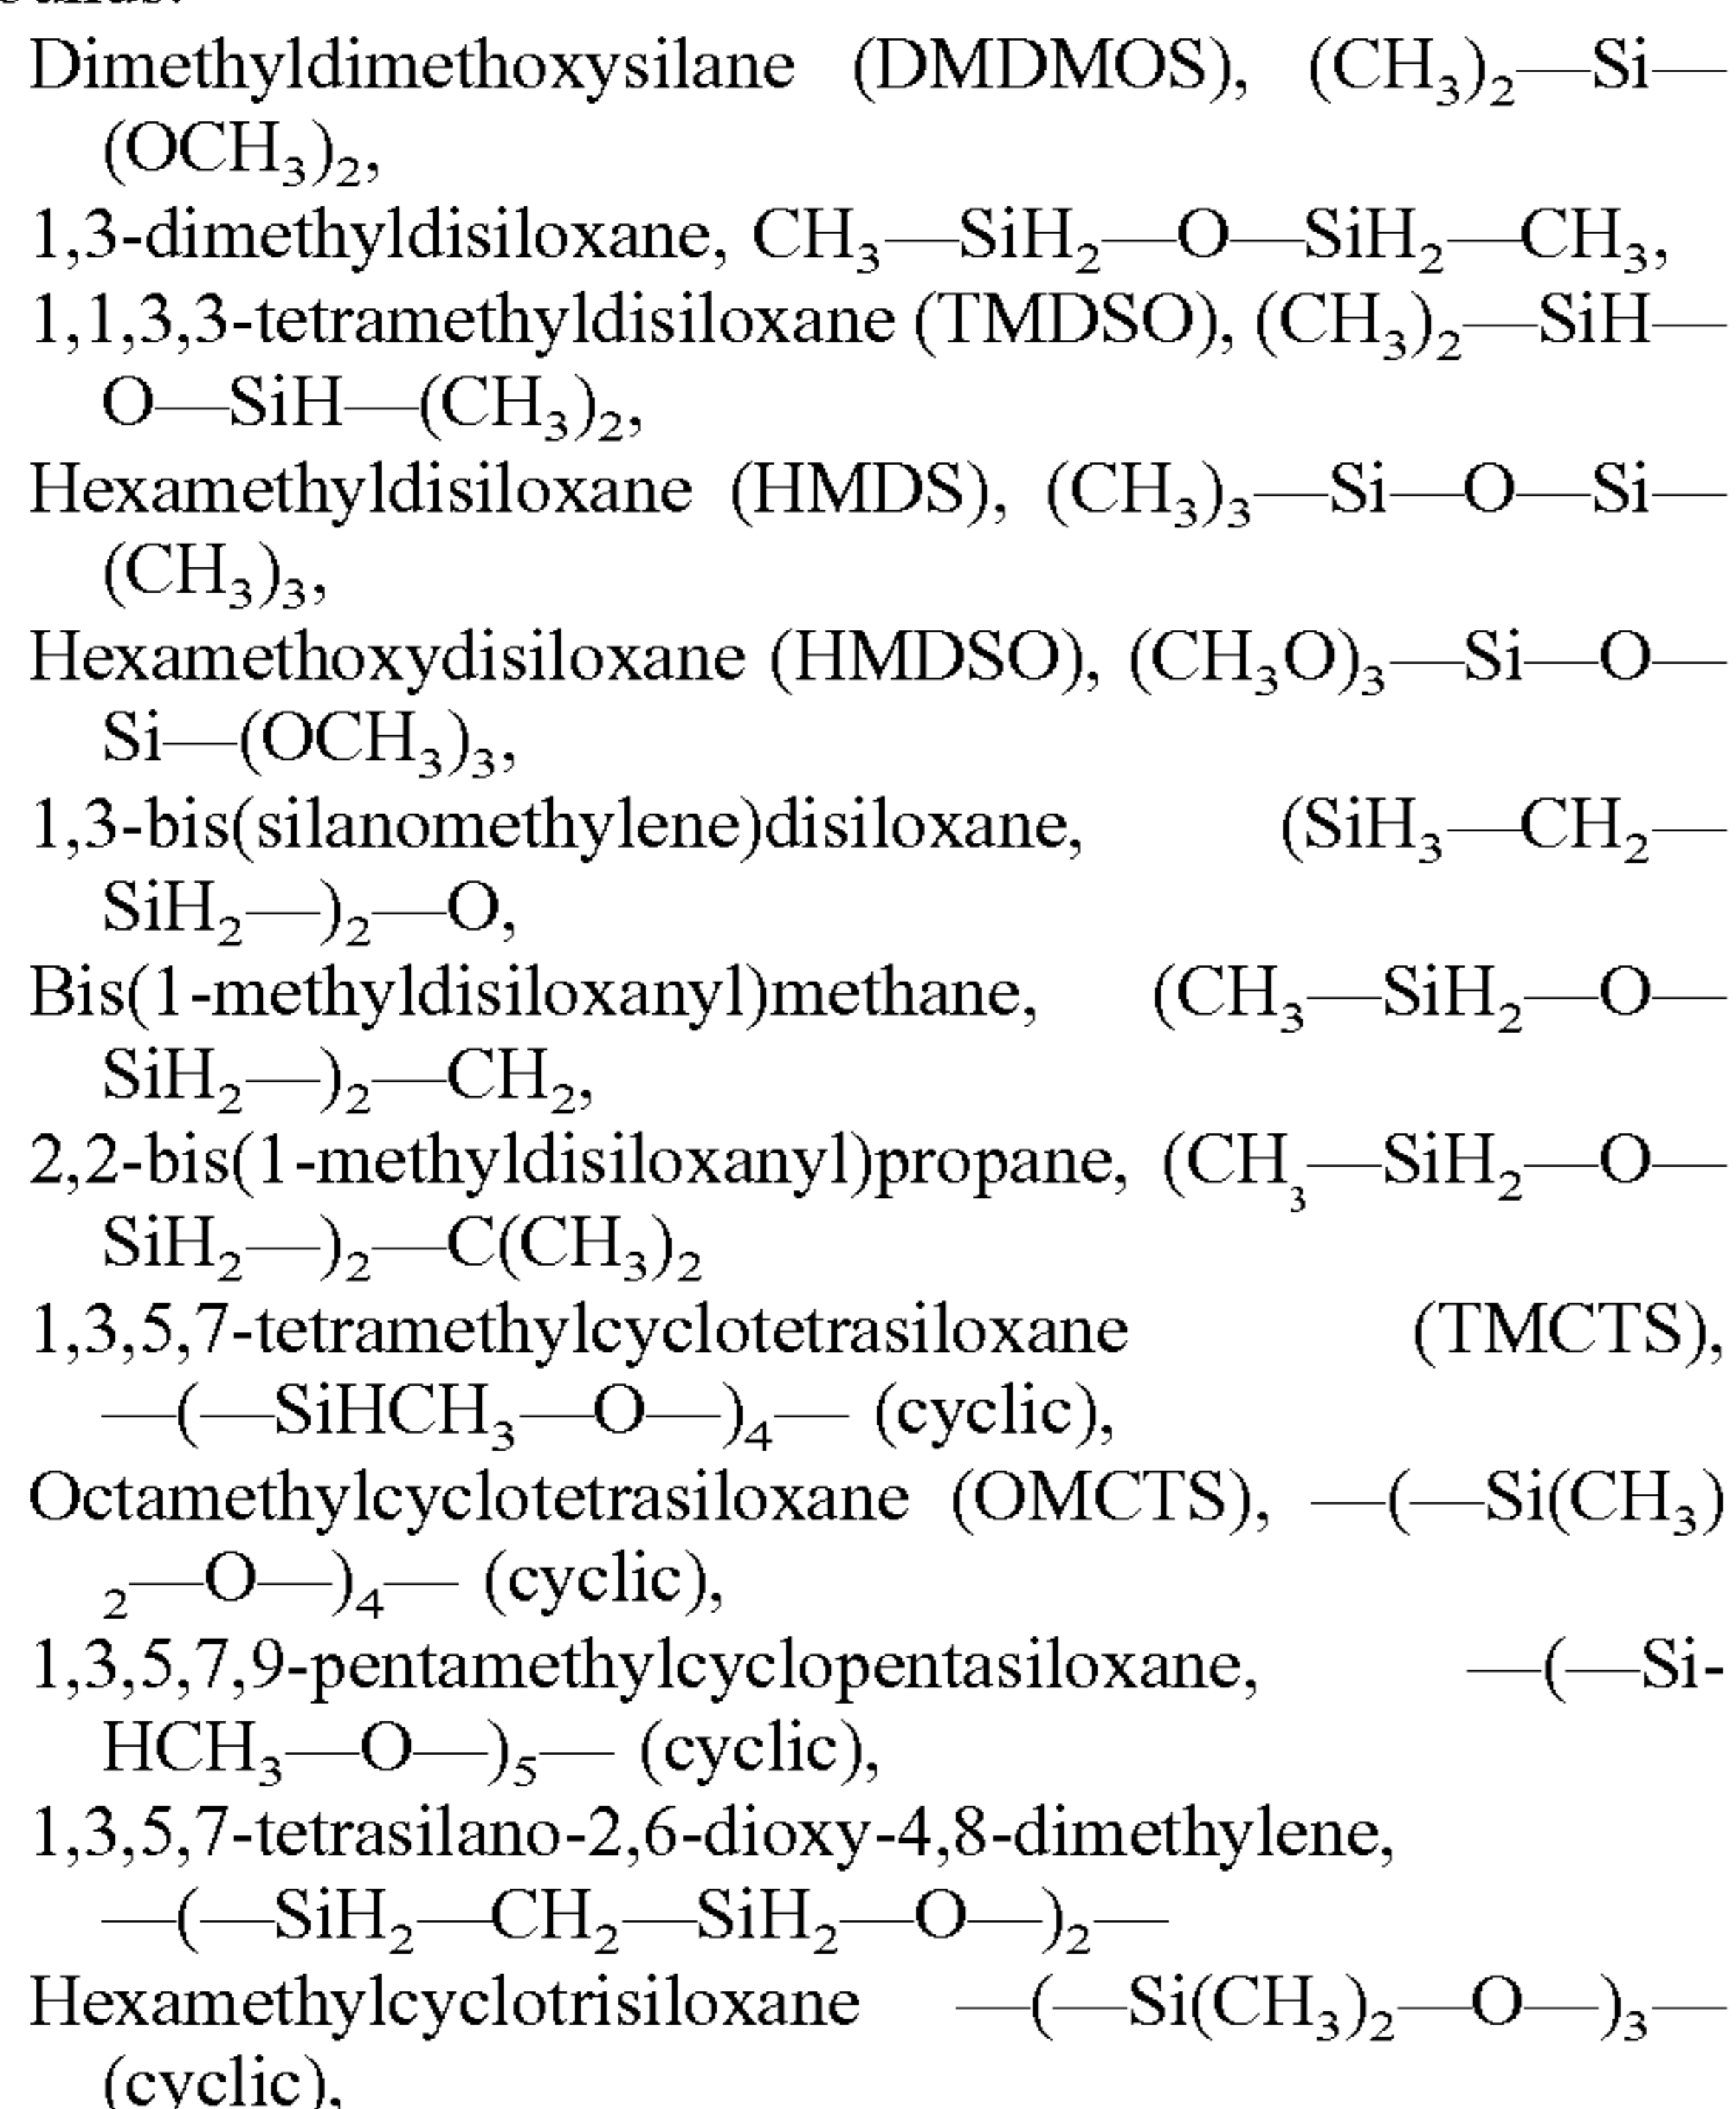 Dimethyldimethoxysilane (DMDMOS), (CH₃)₂—Si—
(OCH₃)₂,
1,3-dimethyldisiloxane, CH₃—SiH₂—O—SiH₂—CH₃,
1,1,3,3-tetramethyldisiloxane (TMDSO), (CH₃)₂—SiH—
O—SiH—(CH₃)₂,
Hexamethyldisiloxane (HMDS), (CH₃)₃—Si—O—Si—
(CH₃)₃,
Hexamethoxydisiloxane (HMDSO), (CH₃O)₃—Si—O—
Si—(OCH₃)₃,
1,3-bis(silanomethylene)disiloxane, (SiH₃—CH₂—
SiH₂—)₂—O,
Bis(1-methyldisiloxanyl)methane, (CH₃—SiH₂—O—
SiH₂—)₂—CH₂,
2,2-bis(1-methyldisiloxanyl)propane, (CH₃—SiH₂—O—
SiH₂—)₂—C(CH₃)₂
1,3,5,7-tetramethylcyclotetrasiloxane (TMCTS),
—(—SiHCH₃—O—)₄— (cyclic),
Octamethylcyclotetrasiloxane (OMCTS), —(—Si(CH₃)
₂—O—)₄— (cyclic),
1,3,5,7,9-pentamethylcyclopentasiloxane, —(—Si-
HCH₃—O—)₅— (cyclic),
1,3,5,7-tetrasilano-2,6-dioxy-4,8-dimethylene,
—(—SiH₂—CH₂—SiH₂—O—)₂—
Hexamethylcyclotrisiloxane —(—Si(CH₃)₂—O—)₃—
(cyclic),